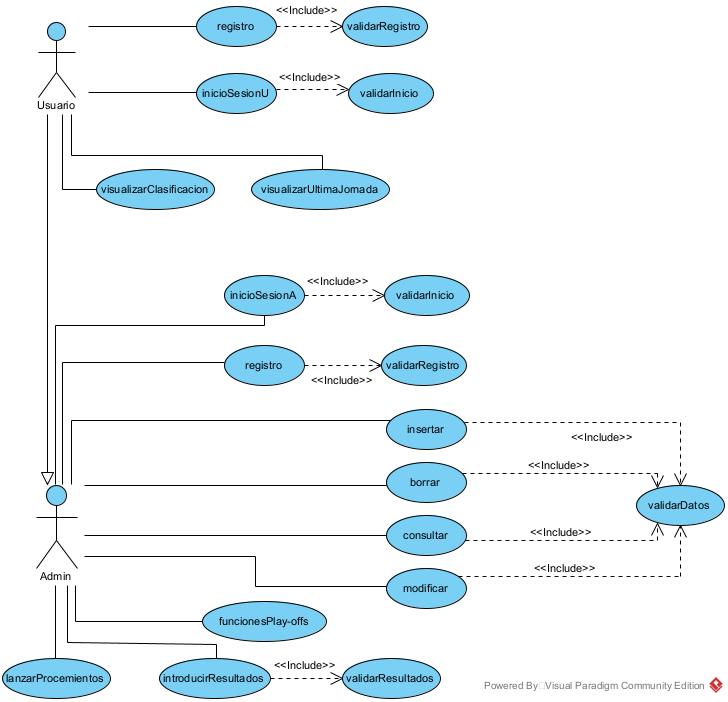 <<Include>>
registro
validarRegistro
<<Include>>
inicioSesionU
validarInicio
Usuario
visualizarClasificacion
visualizarUltimaJornada
<<Include>>
inicioSesionA
validarInicio
registro
validarRegistro
<<Include>>
insertar
<<Include>>
<<Include>>
borrar
validarDatos
consultar
<<Include>>
<<Include>>
Admin
modificar
funcionesPlay-offs
<<Include>>
lanzarProcemientos
introducirResultados
validarResultados
Powered By Visual Paradigm Community Edition